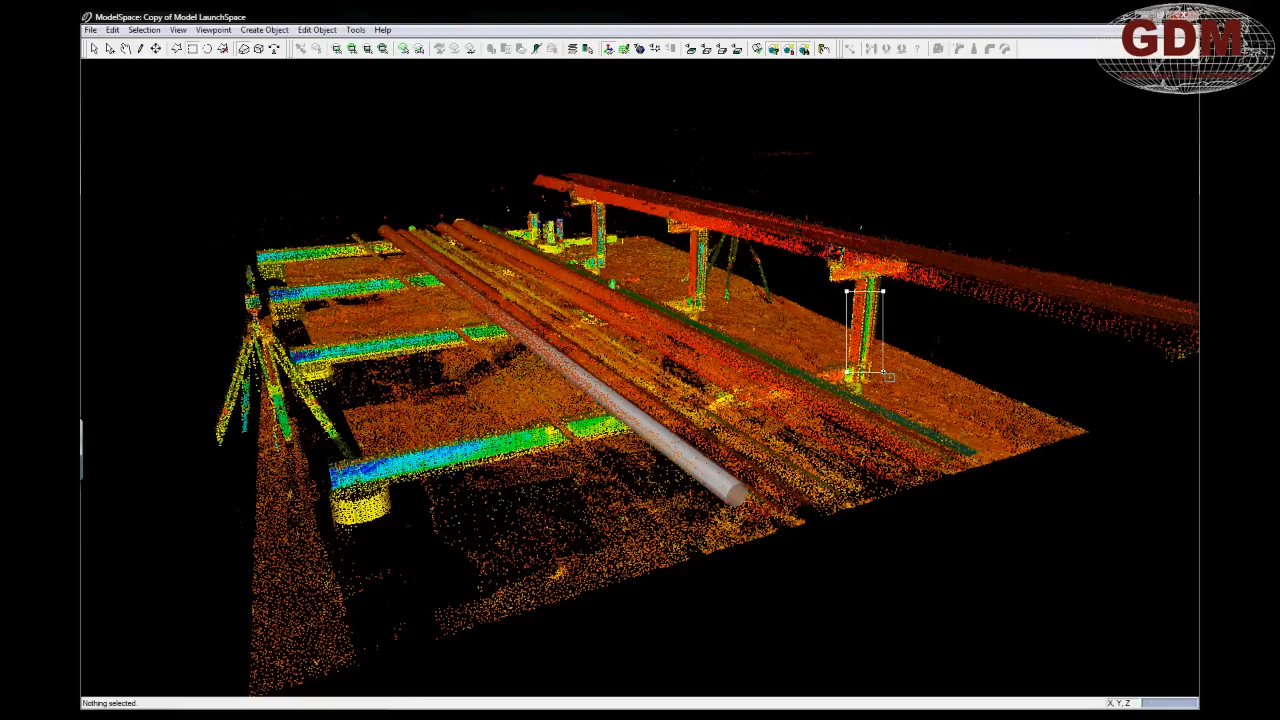 ModelSpace: Copy of Model LaunchSpace
File Edit Selection View Viewpoint Create Object Edit Object Tools Help
GDM
Nothing selected.
X, Y, Z